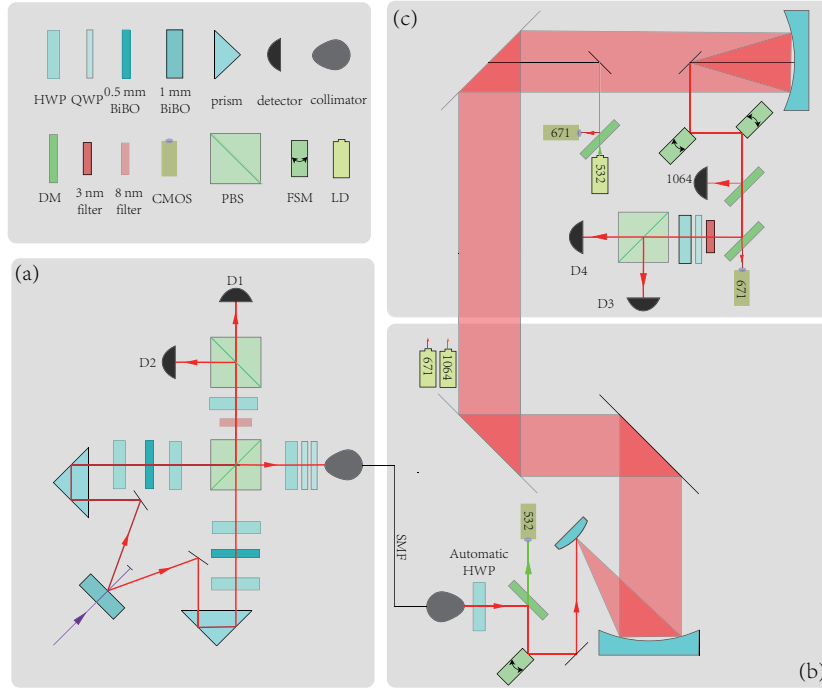 HWP
QWP
0.5 mm
BiBO
1 mm
BiBO
prism
detector
collimator
DM
3 nm
filter
8 nm
filter
CMOS
PBS
FSM
LD
(a)
D1
D2
SMF
(c)
671
532
1064
D4
D3
671
671
1064
532
Automatic
HWP
(b)